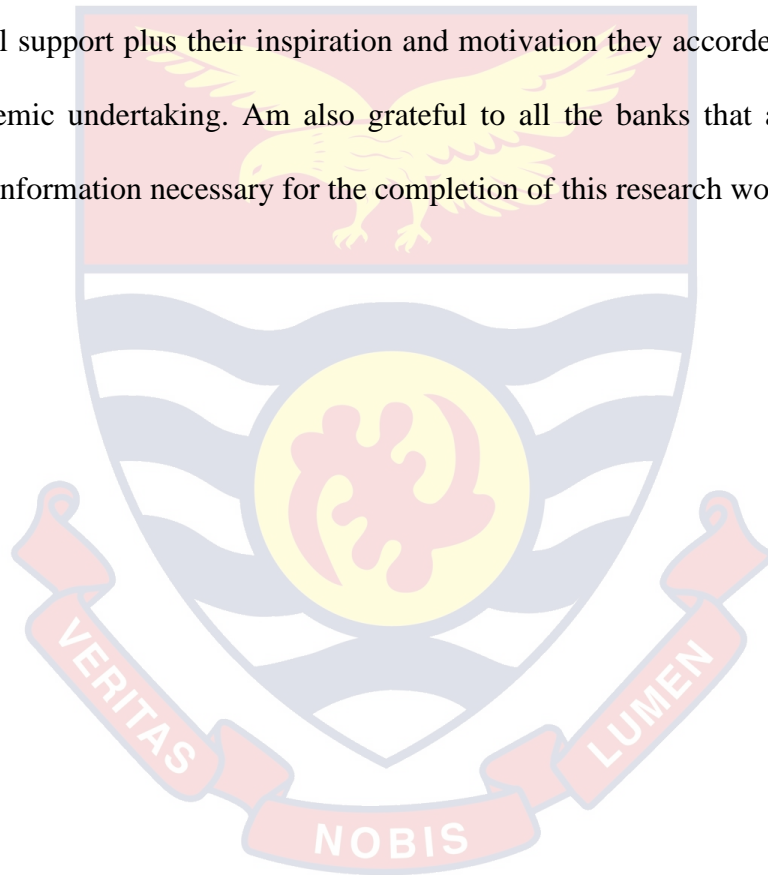 l support plus their inspiration and motivation they accorde
emic undertaking. Am also grateful to all the banks that a
nformation necessary for the completion of this research wo
VERITAS
NOBIS
LUMEN